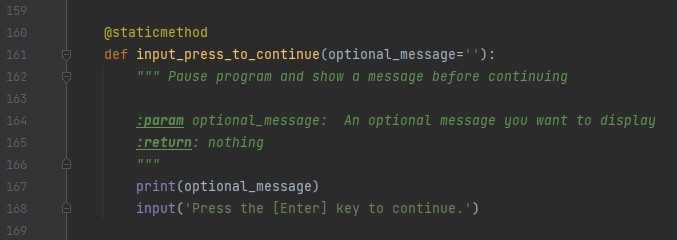 159
160 @staticmethod
161 def input_press_to_continue(optional_message=''):
162 """ Pause program and show a message before continuing
163
164 :param optional_message:  An optional message you want to display
165 :return: nothing
166 """
167 print(optional_message)
168 input('Press the [Enter] key to continue.')
169